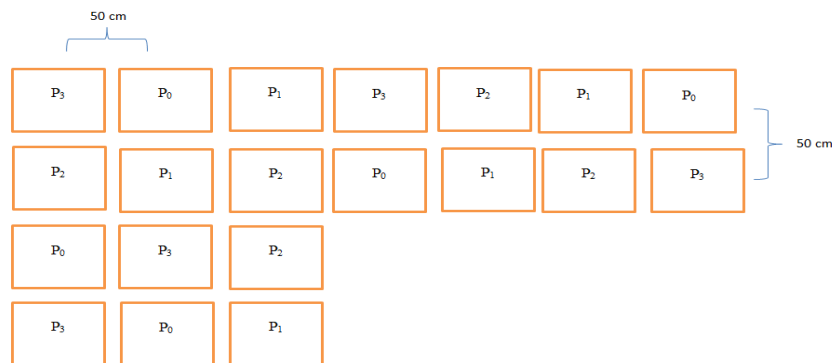 50 cm
P₃ P₀ P₁ P₃ P₂ P₁ P₀
50 cm
P₂ P₁ P₂ P₀ P₁ P₂ P₃
P₀ P₃ P₂
P₃ P₀ P₁